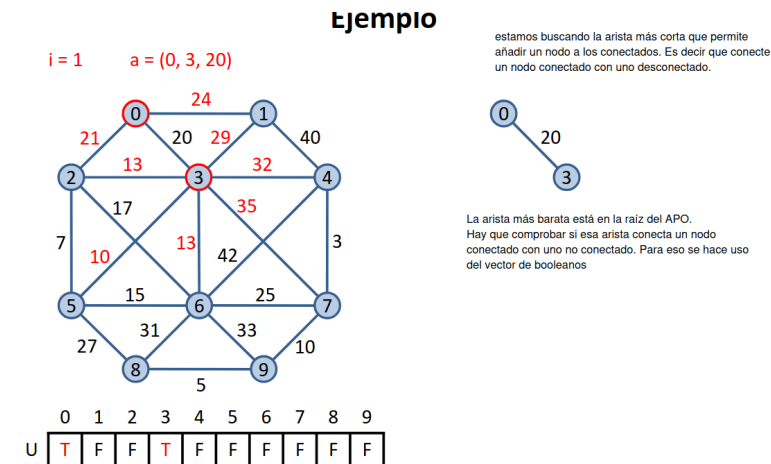 Ejemplo
i = 1 a = (0, 3, 20)
estamos buscando la arista más corta que permite
añadir un nodo a los conectados. Es decir que conecte
un nodo conectado con uno desconectado.
24
0 1
21 20 29 40
13 32
2 3 4
17 35
7 10 13 42 3
15 25
5 6 7
27 31 33 10
8 9
5
0 1 2 3 4 5 6 7 8 9
U T F F T F F F F F F
0
20
3
La arista más barata está en la raíz del APO.
Hay que comprobar si esa arista conecta un nodo
conectado con uno no conectado. Para eso se hace uso
del vector de booleanos